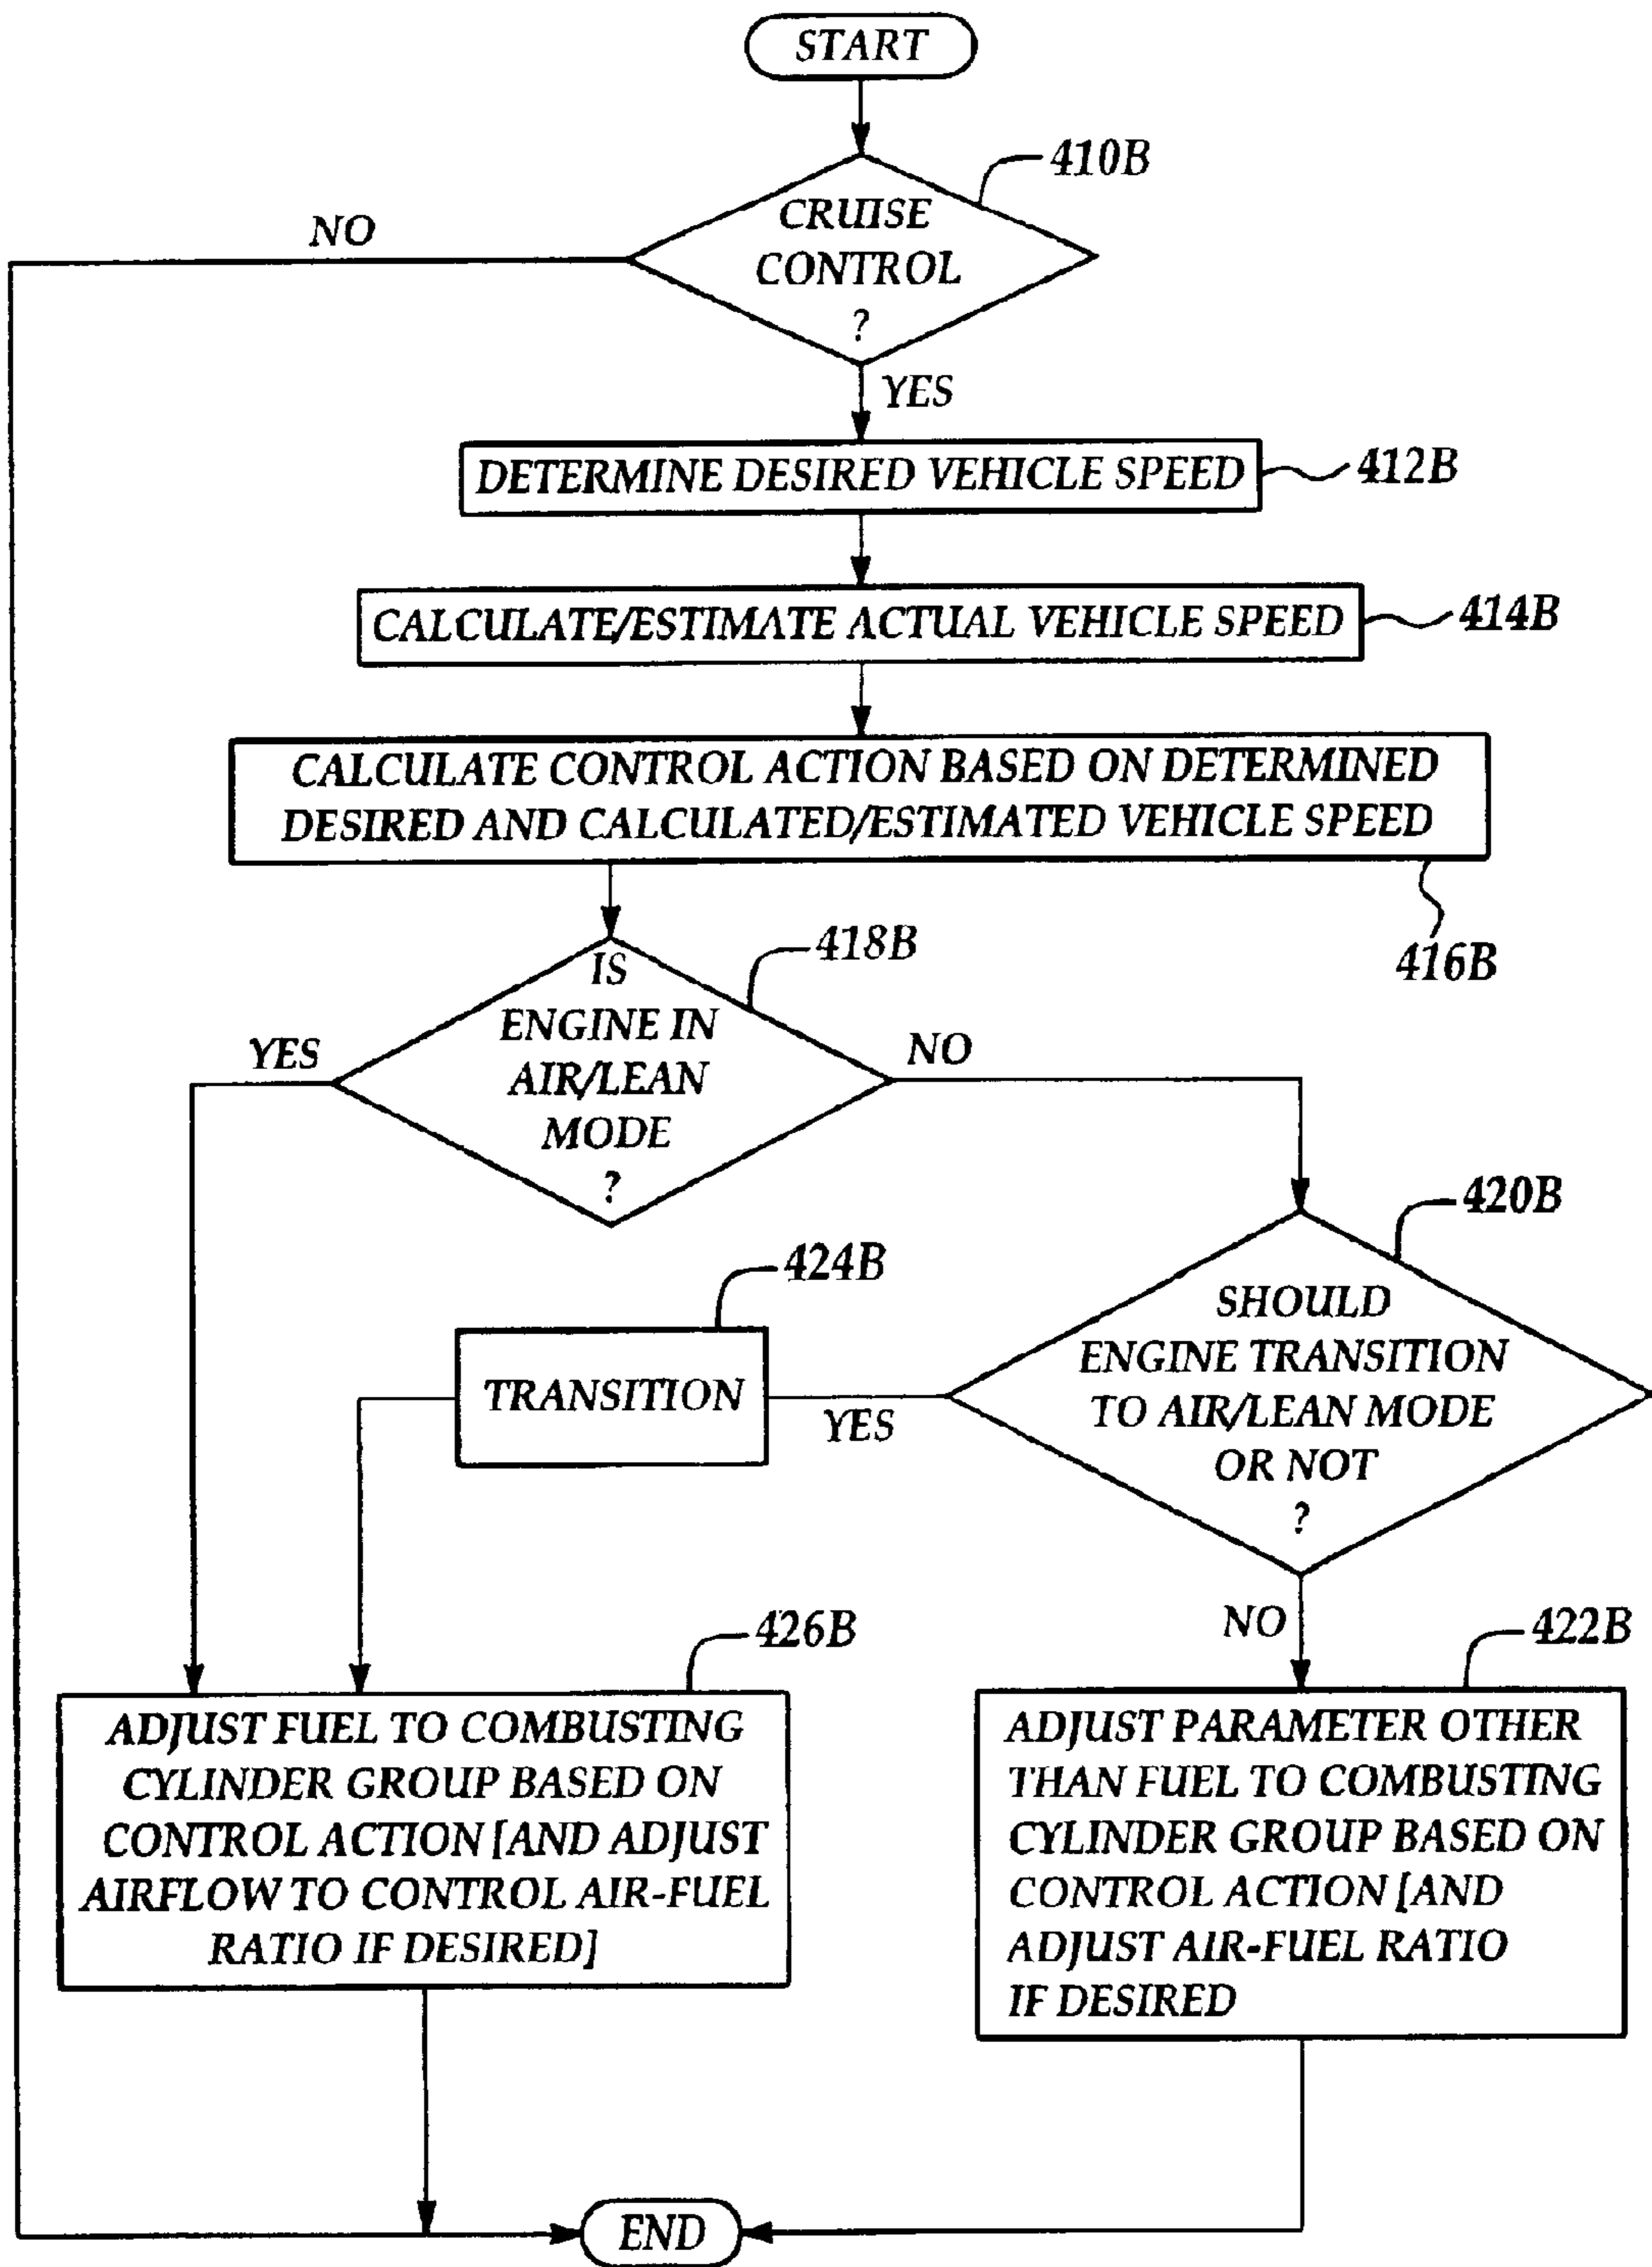 START
410B
CRUISE
CONTROL
?
NO
YES
DETERMINE DESIRED VEHICLE SPEED
412B
CALCULATE/ESTIMATE ACTUAL VEHICLE SPEED
414B
CALCULATE CONTROL ACTION BASED ON DETERMINED
DESIRED AND CALCULATED/ESTIMATED VEHICLE SPEED
416B
418B
IS
ENGINE IN
AIR/LEAN
MODE
?
YES
NO
420B
SHOULD
ENGINE TRANSITION
TO AIR/LEAN MODE
OR NOT
?
424B
TRANSITION
YES
NO
426B
ADJUST FUEL TO COMBUSTING
CYLINDER GROUP BASED ON
CONTROL ACTION [AND ADJUST
AIRFLOW TO CONTROL AIR-FUEL
RATIO IF DESIRED]
422B
ADJUST PARAMETER OTHER
THAN FUEL TO COMBUSTING
CYLINDER GROUP BASED ON
CONTROL ACTION [AND
ADJUST AIR-FUEL RATIO
IF DESIRED
END